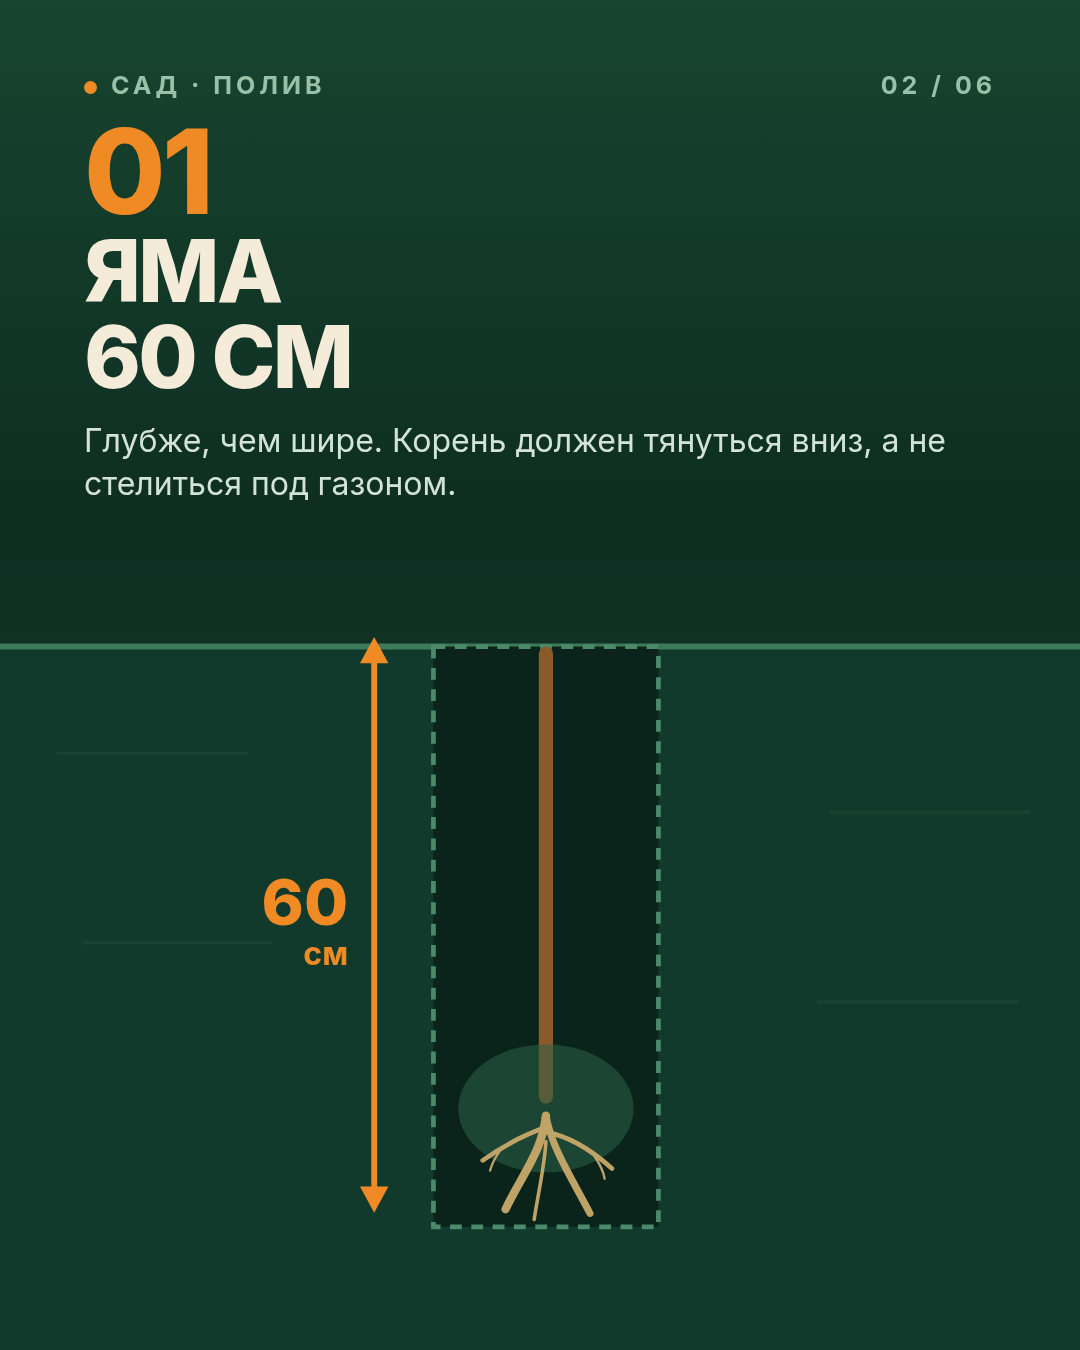 САД · ПОЛИВ
02 / 06
01
ЯМА
60 СМ
Глубже, чем шире. Корень должен тянуться вниз, а не
стелиться под газоном.
60
см